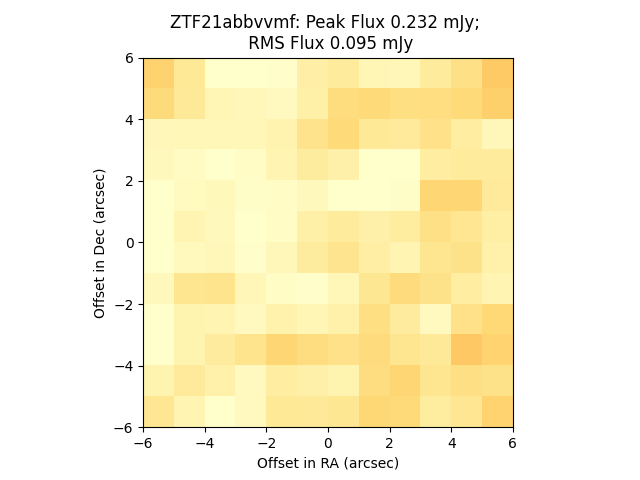 ZTF21abbvvmf: Peak Flux 0.232 mJy;
RMS Flux 0.095 mJy
6
4
2
0
−2
−4
−6
Offset in Dec (arcsec)
−6 −4 −2 0 2 4 6
Offset in RA (arcsec)